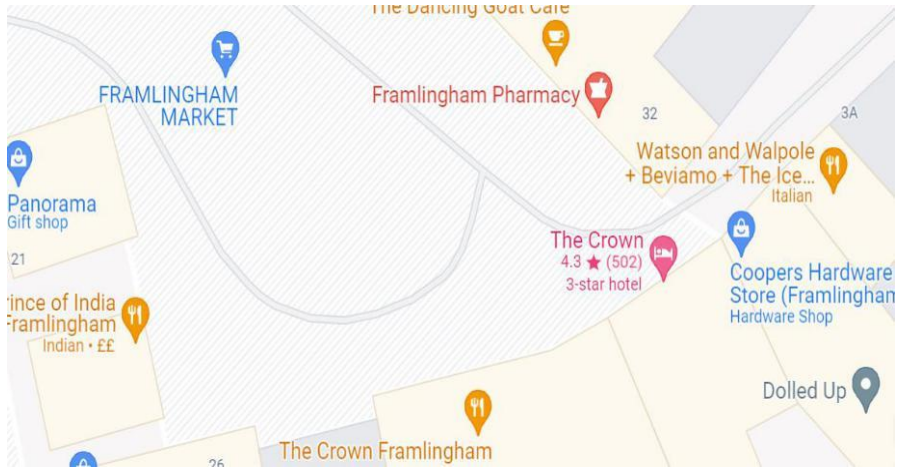 The Dancing Goat Cafe
FRAMLINGHAM
MARKET
Framlingham Pharmacy
32
3A
Watson and Walpole
+ Beviamo + The Ice...
Italian
Panorama
Gift shop
21
The Crown
4.3 ★ (502)
3-star hotel
Coopers Hardware
Store (Framlingham
Hardware Shop
rince of India
Framlingham
Indian • ££
Dolled Up
The Crown Framlingham
26